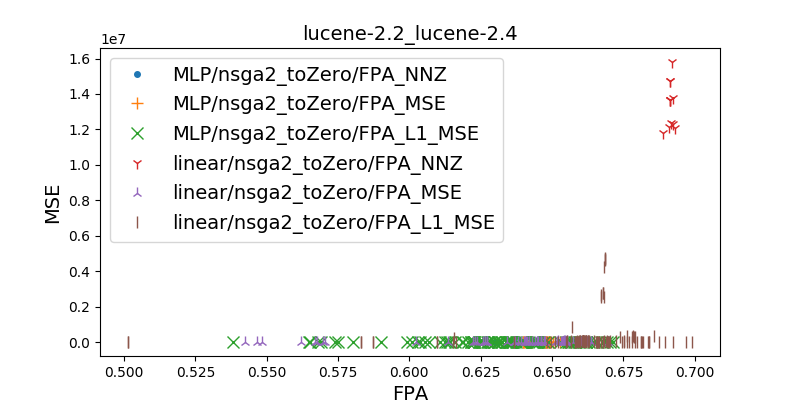 lucene-2.2_lucene-2.4
1e7
1.6
1.4
1.2
1.0
0.8
0.6
0.4
0.2
0.0
MSE
MLP/nsga2_toZero/FPA_NNZ
MLP/nsga2_toZero/FPA_MSE
MLP/nsga2_toZero/FPA_L1_MSE
linear/nsga2_toZero/FPA_NNZ
linear/nsga2_toZero/FPA_MSE
linear/nsga2_toZero/FPA_L1_MSE
0.500 0.525 0.550 0.575 0.600 0.625 0.650 0.675 0.700
FPA